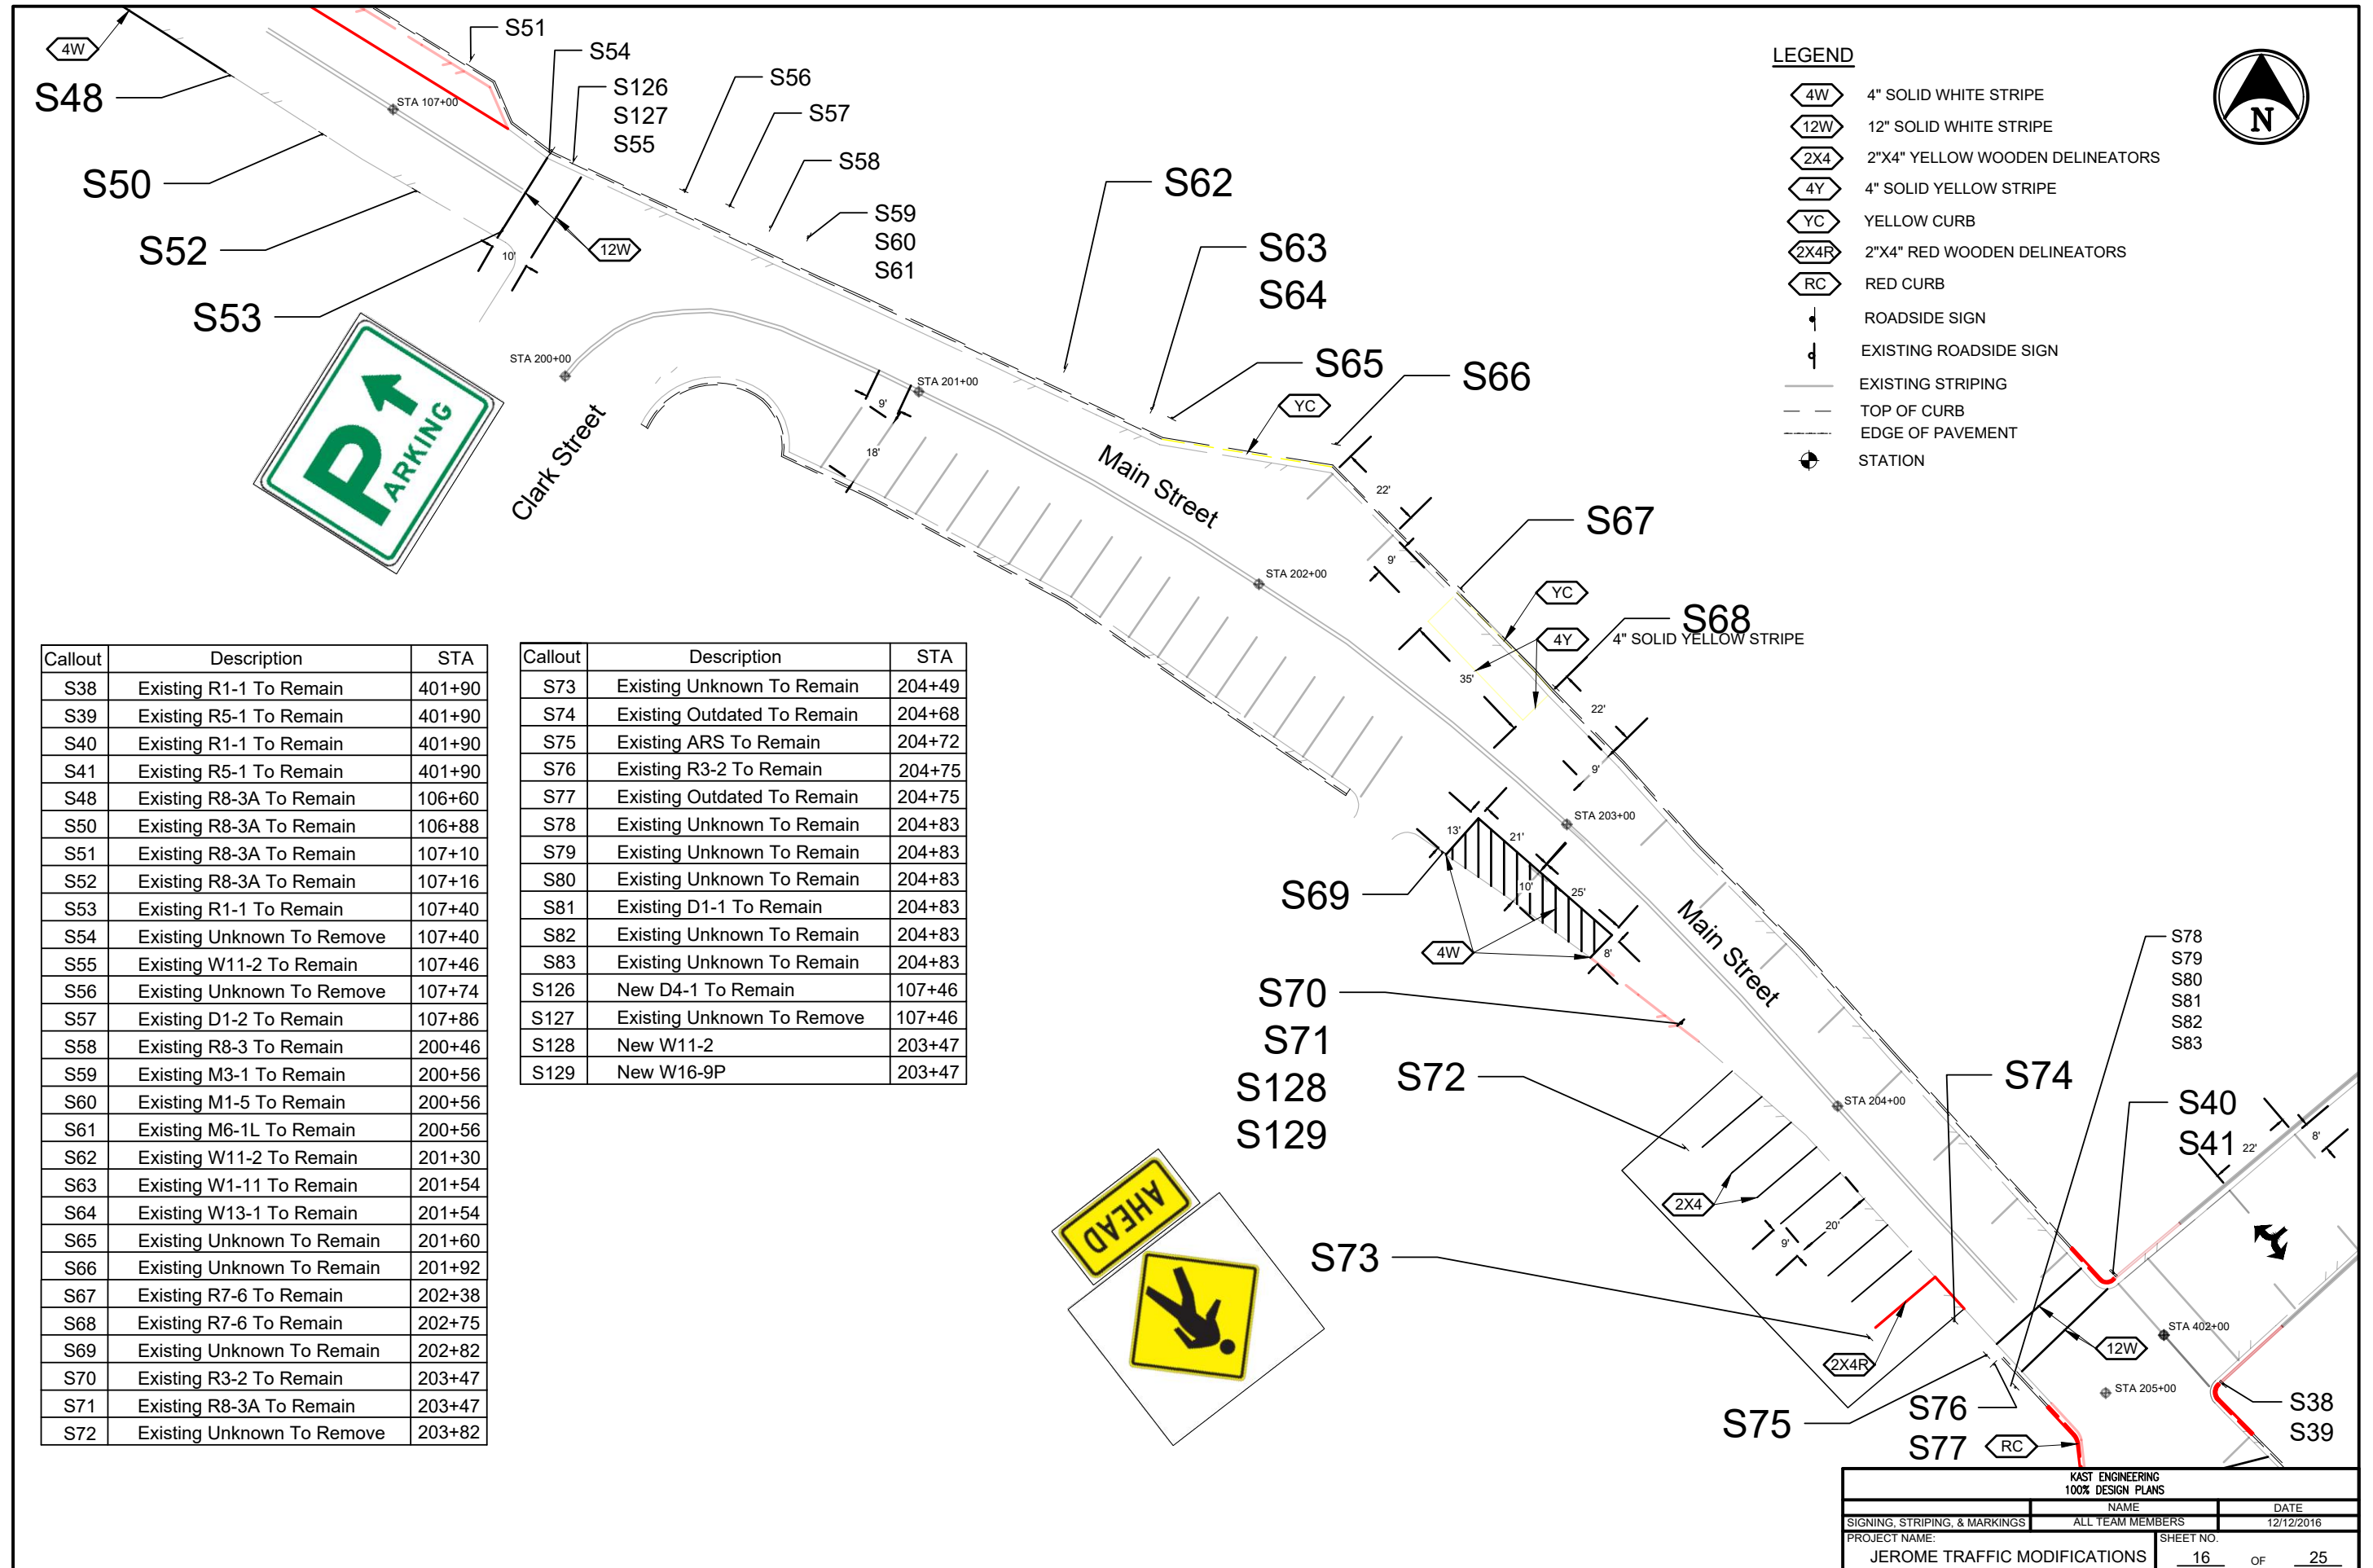 4W
S48
S50
S52
S53
STA 107+00
S51
S54
S126
S127
S55
S56
S57
S58
S59
S60
S61
12W
10'
S62
S63
S64
S65
S66
YC
STA 200+00
STA 201+00
9'
18'
Clark Street
Main Street
PARKING
LEGEND
4W 4" SOLID WHITE STRIPE
12W 12" SOLID WHITE STRIPE
2X4 2"X4" YELLOW WOODEN DELINEATORS
4Y 4" SOLID YELLOW STRIPE
YC YELLOW CURB
2X4R 2"X4" RED WOODEN DELINEATORS
RC RED CURB
ROADSIDE SIGN
EXISTING ROADSIDE SIGN
EXISTING STRIPING
TOP OF CURB
EDGE OF PAVEMENT
STATION
N
22'
9'
S67
STA 202+00
YC
S68
4Y
4" SOLID YELLOW STRIPE
35'
22'
9'
STA 203+00
13'
21'
10'
25'
8'
S69
4W
Main Street
S70
S71
S128
S129
S72
S73
2X4
20'
9'
2X4R
STA 204+00
S74
S78
S79
S80
S81
S82
S83
S40
S41
22'
8'
12W
STA 402+00
STA 205+00
S75
S76
S77
RC
S38
S39
AHEAD
Callout Description STA
S38 Existing R1-1 To Remain 401+90
S39 Existing R5-1 To Remain 401+90
S40 Existing R1-1 To Remain 401+90
S41 Existing R5-1 To Remain 401+90
S48 Existing R8-3A To Remain 106+60
S50 Existing R8-3A To Remain 106+88
S51 Existing R8-3A To Remain 107+10
S52 Existing R8-3A To Remain 107+16
S53 Existing R1-1 To Remain 107+40
S54 Existing Unknown To Remove 107+40
S55 Existing W11-2 To Remain 107+46
S56 Existing Unknown To Remove 107+74
S57 Existing D1-2 To Remain 107+86
S58 Existing R8-3 To Remain 200+46
S59 Existing M3-1 To Remain 200+56
S60 Existing M1-5 To Remain 200+56
S61 Existing M6-1L To Remain 200+56
S62 Existing W11-2 To Remain 201+30
S63 Existing W1-11 To Remain 201+54
S64 Existing W13-1 To Remain 201+54
S65 Existing Unknown To Remain 201+60
S66 Existing Unknown To Remain 201+92
S67 Existing R7-6 To Remain 202+38
S68 Existing R7-6 To Remain 202+75
S69 Existing Unknown To Remain 202+82
S70 Existing R3-2 To Remain 203+47
S71 Existing R8-3A To Remain 203+47
S72 Existing Unknown To Remove 203+82
Callout Description STA
S73 Existing Unknown To Remain 204+49
S74 Existing Outdated To Remain 204+68
S75 Existing ARS To Remain 204+72
S76 Existing R3-2 To Remain 204+75
S77 Existing Outdated To Remain 204+75
S78 Existing Unknown To Remain 204+83
S79 Existing Unknown To Remain 204+83
S80 Existing Unknown To Remain 204+83
S81 Existing D1-1 To Remain 204+83
S82 Existing Unknown To Remain 204+83
S83 Existing Unknown To Remain 204+83
S126 New D4-1 To Remain 107+46
S127 Existing Unknown To Remove 107+46
S128 New W11-2 203+47
S129 New W16-9P 203+47
KAST ENGINEERING
100% DESIGN PLANS
NAME DATE
SIGNING, STRIPING, & MARKINGS ALL TEAM MEMBERS 12/12/2016
PROJECT NAME: SHEET NO.
JEROME TRAFFIC MODIFICATIONS 16 OF 25